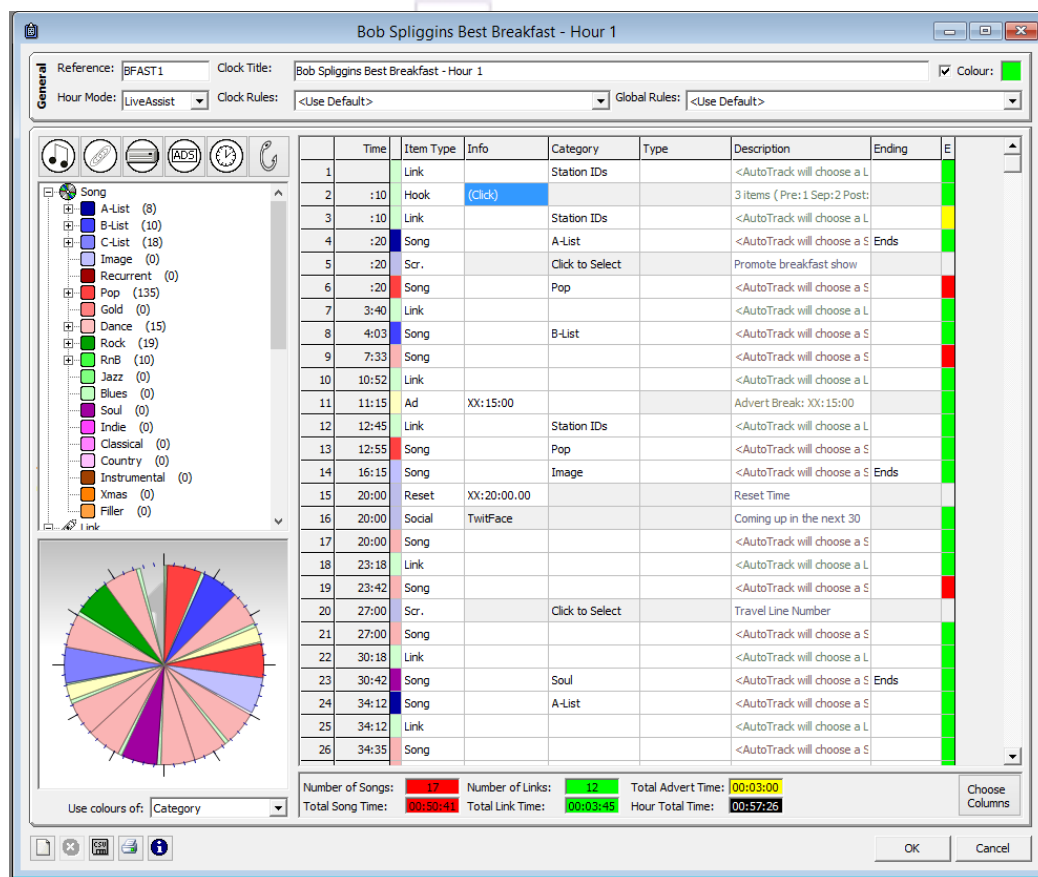 Bob Spliggins Best Breakfast - Hour 1
General
Reference: BFAST1 Clock Title: Bob Spliggins Best Breakfast - Hour 1 Colour:
Hour Mode: LiveAssist Clock Rules: <Use Default> Global Rules: <Use Default>
ADS
Song
A-List (8)
B-List (10)
C-List (18)
Image (0)
Recurrent (0)
Pop (135)
Gold (0)
Dance (15)
Rock (19)
RnB (10)
Jazz (0)
Blues (0)
Soul (0)
Indie (0)
Classical (0)
Country (0)
Instrumental (0)
Xmas (0)
Filler (0)
Link
Time Item Type Info Category Type Description Ending E
1 Link Station IDs <AutoTrack will choose a L
2 :10 Hook (Click) 3 items ( Pre:1 Sep:2 Post:
3 :10 Link Station IDs <AutoTrack will choose a L
4 :20 Song A-List <AutoTrack will choose a S Ends
5 :20 Scr. Click to Select Promote breakfast show
6 :20 Song Pop <AutoTrack will choose a S
7 3:40 Link <AutoTrack will choose a L
8 4:03 Song B-List <AutoTrack will choose a S
9 7:33 Song <AutoTrack will choose a S
10 10:52 Link <AutoTrack will choose a L
11 11:15 Ad XX:15:00 Advert Break: XX:15:00
12 12:45 Link Station IDs <AutoTrack will choose a L
13 12:55 Song Pop <AutoTrack will choose a S
14 16:15 Song Image <AutoTrack will choose a S Ends
15 20:00 Reset XX:20:00.00 Reset Time
16 20:00 Social TwitFace Coming up in the next 30
17 20:00 Song <AutoTrack will choose a S
18 23:18 Link <AutoTrack will choose a L
19 23:42 Song <AutoTrack will choose a S
20 27:00 Scr. Click to Select Travel Line Number
21 27:00 Song <AutoTrack will choose a S
22 30:18 Link <AutoTrack will choose a L
23 30:42 Song Soul <AutoTrack will choose a S Ends
24 34:12 Song A-List <AutoTrack will choose a S
25 34:12 Link <AutoTrack will choose a L
26 34:35 Song <AutoTrack will choose a S
Use colours of: Category
Number of Songs: 17 Number of Links: 12 Total Advert Time: 00:03:00
Total Song Time: 00:50:41 Total Link Time: 00:03:45 Hour Total Time: 00:57:26
Choose
Columns
CSV
OK Cancel